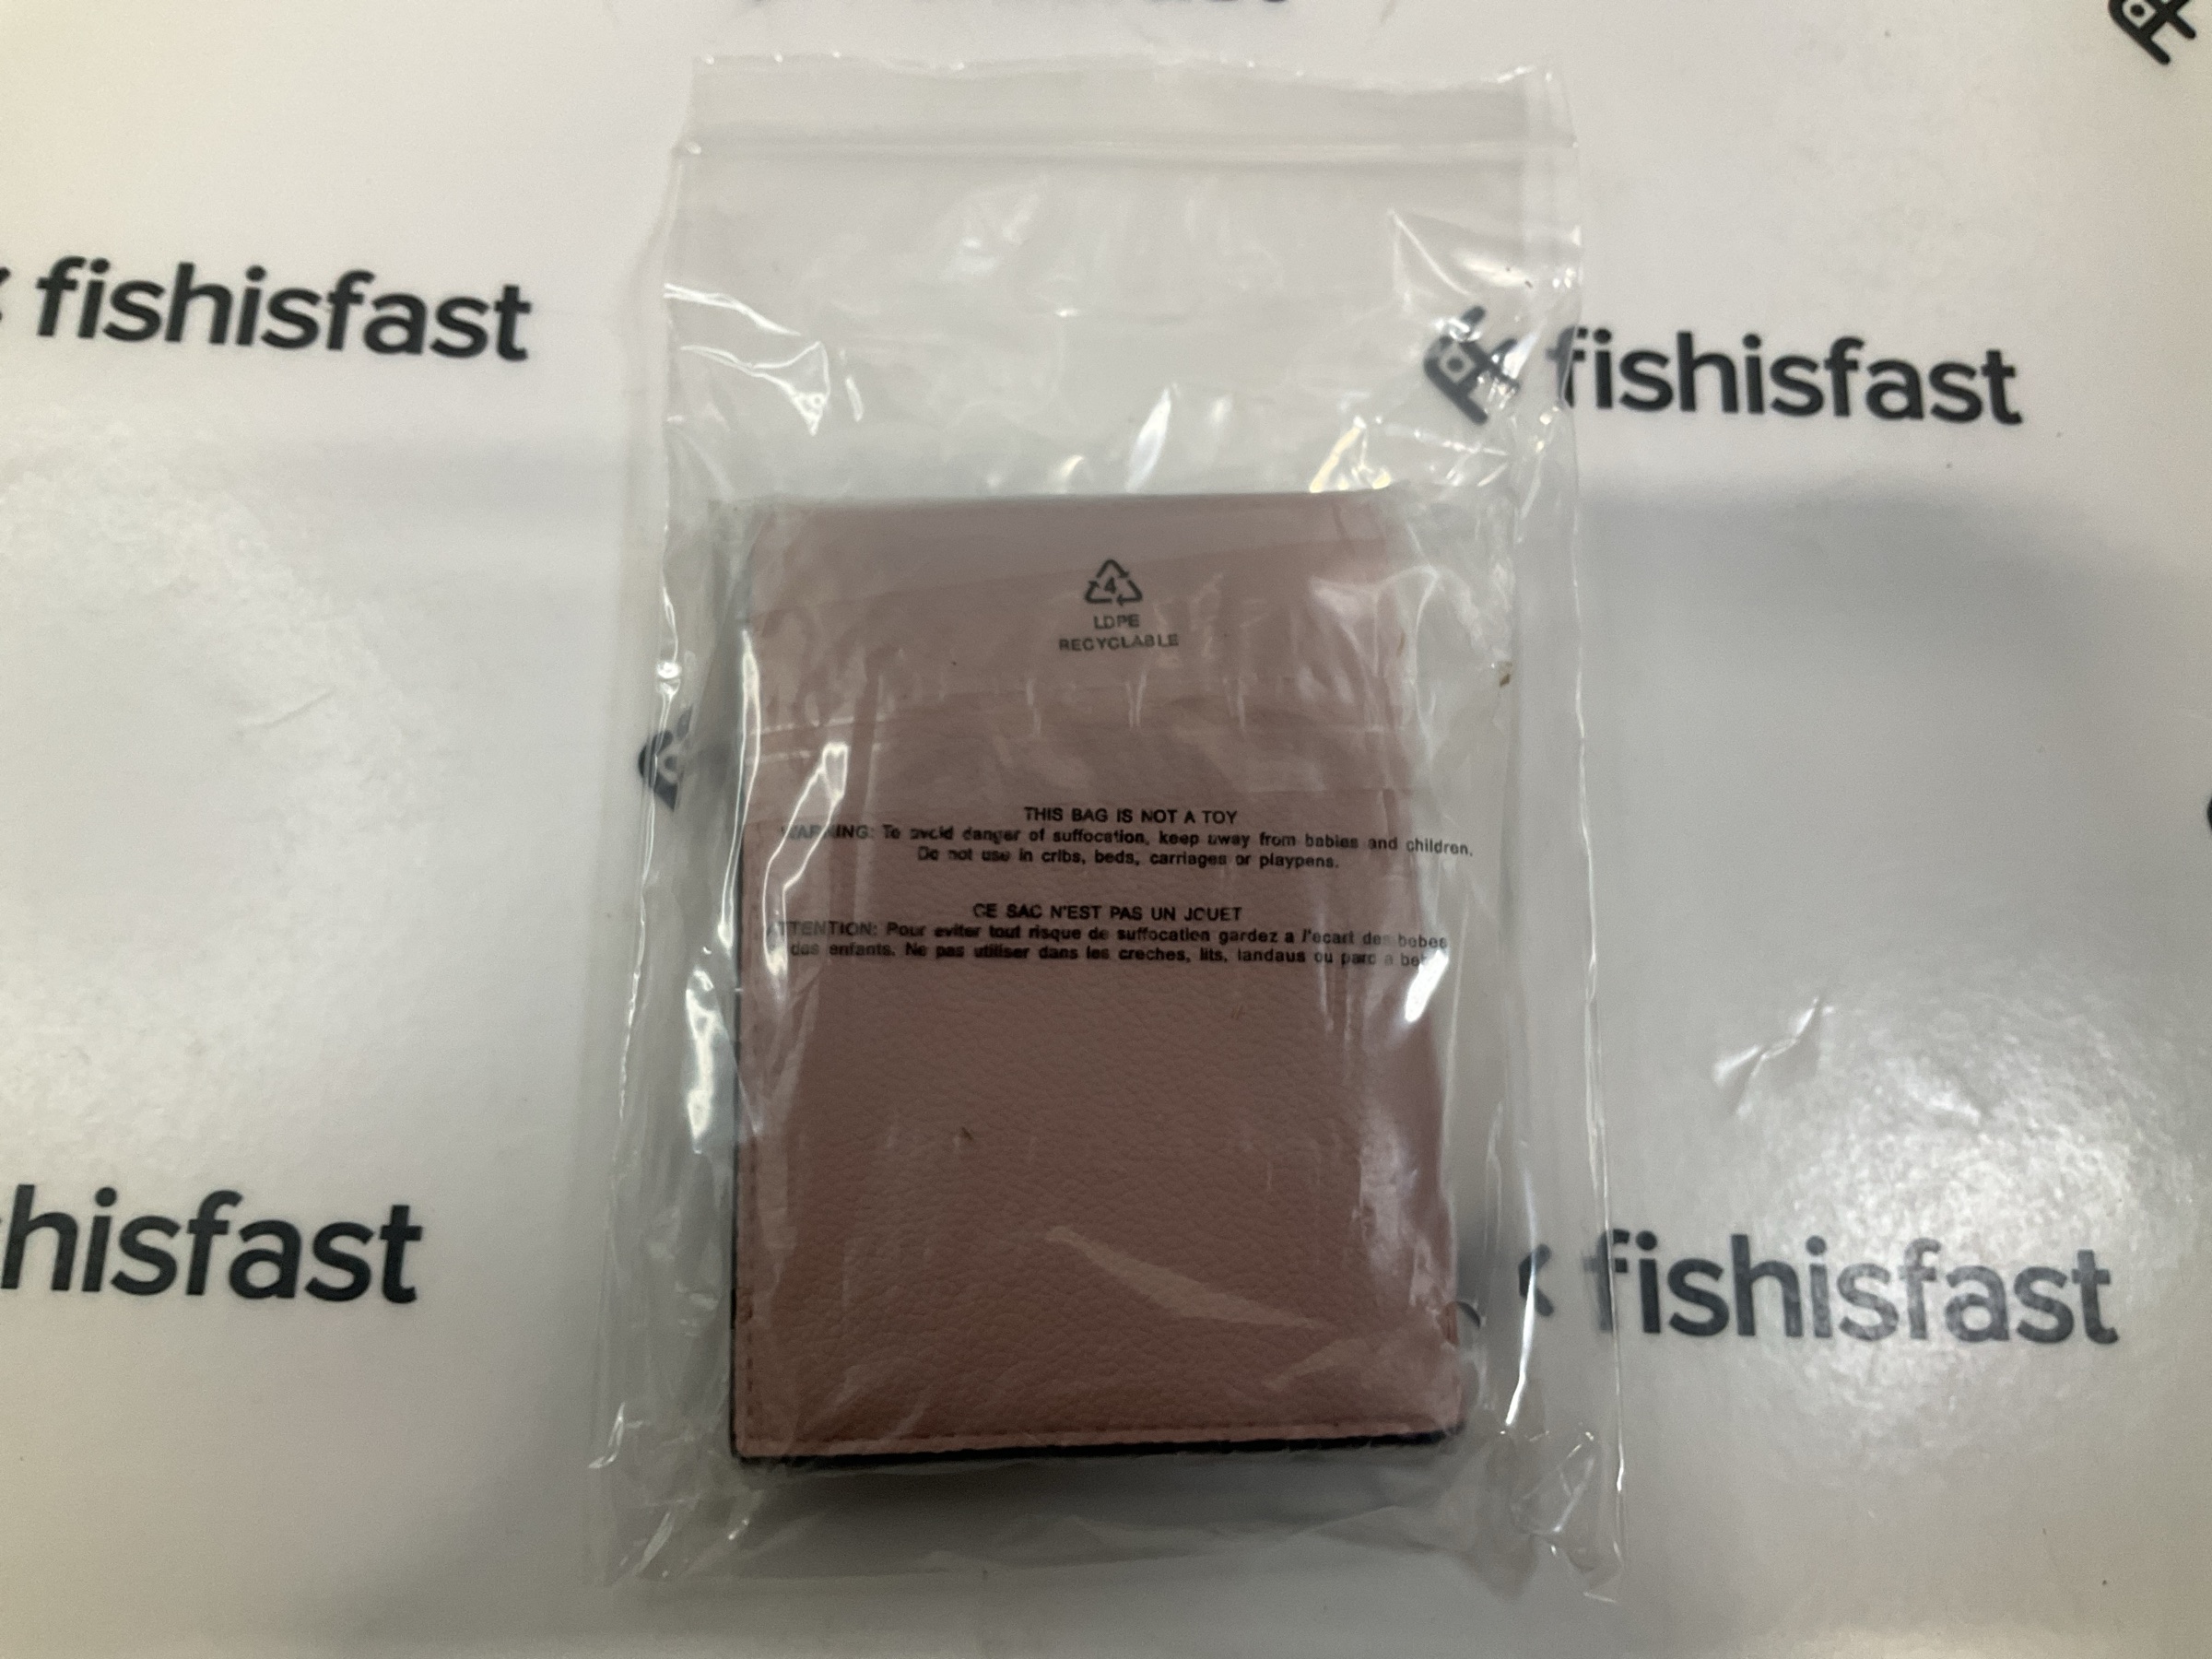 fishisfast
fishisfast
4
LDPE
RECYCLABLE
THIS BAG IS NOT A TOY
WARNING: To avoid danger of suffocation, keep away from babies and children.
Do not use in cribs, beds, carriages or playpens.
CE SAC N'EST PAS UN JOUET
ATTENTION: Pour eviter tout risque de suffocation gardez a l'ecart des bebes
des enfants. Ne pas utiliser dans les creches, lits, landaus ou parc a
hisfast
fishisfast